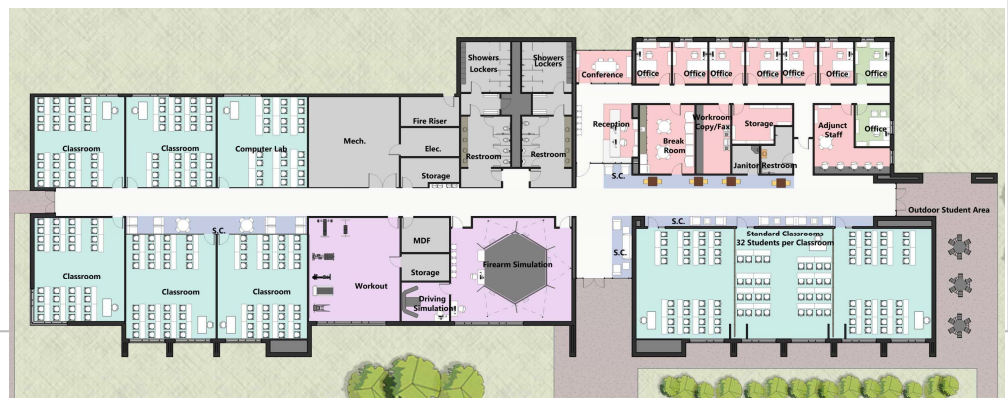 Showers
Lockers
Showers
Lockers
Conference
Office
Office
Office
Office
Office
Office
Office
Classroom
Classroom
Computer Lab
Mech.
Fire Riser
Elec.
Storage
Restroom
Restroom
Reception
Break
Room
Workroom
Copy/Fax
Storage
Janitor
Restroom
Adjunct
Staff
Office
S.C.
Outdoor Student Area
Classroom
S.C.
Classroom
Classroom
Workout
MDF
Storage
Driving
Simulation
Firearm Simulation
S.C.
S.C.
Standard Classrooms
32 Students per Classroom